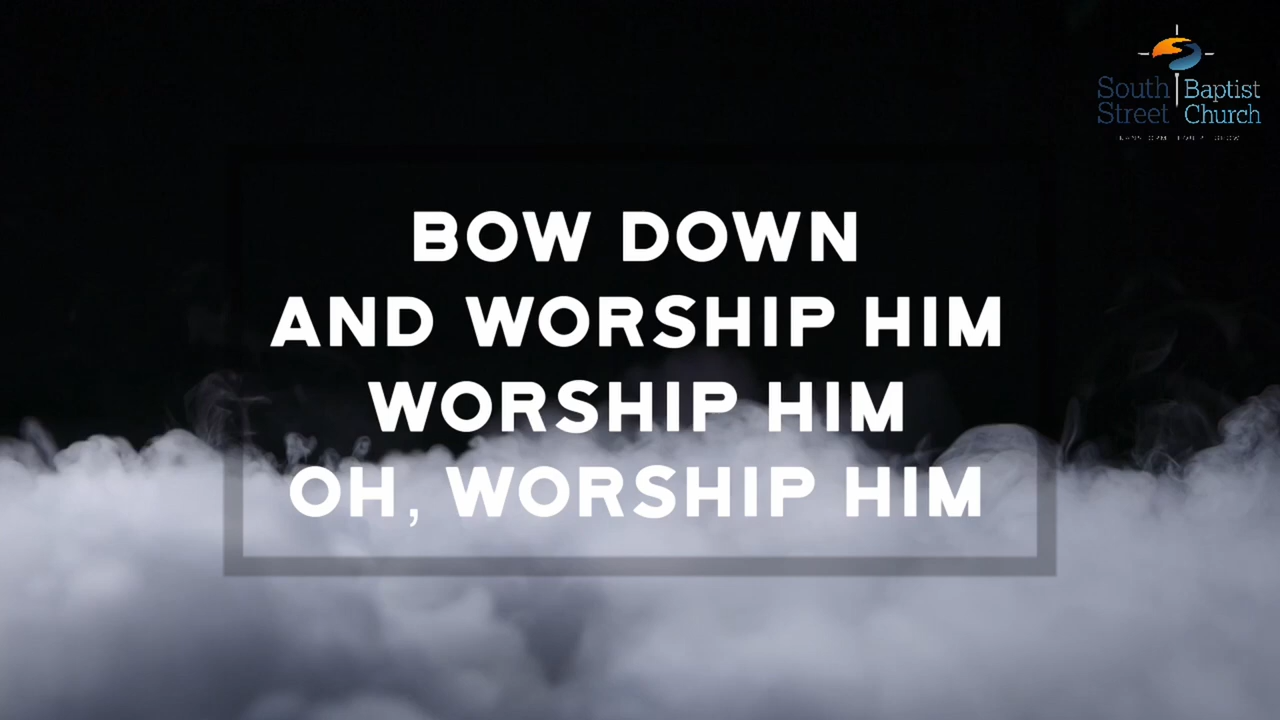 South Baptist
Street Church
BOW DOWN
AND WORSHIP HIM
WORSHIP HIM
OH, WORSHIP HIM